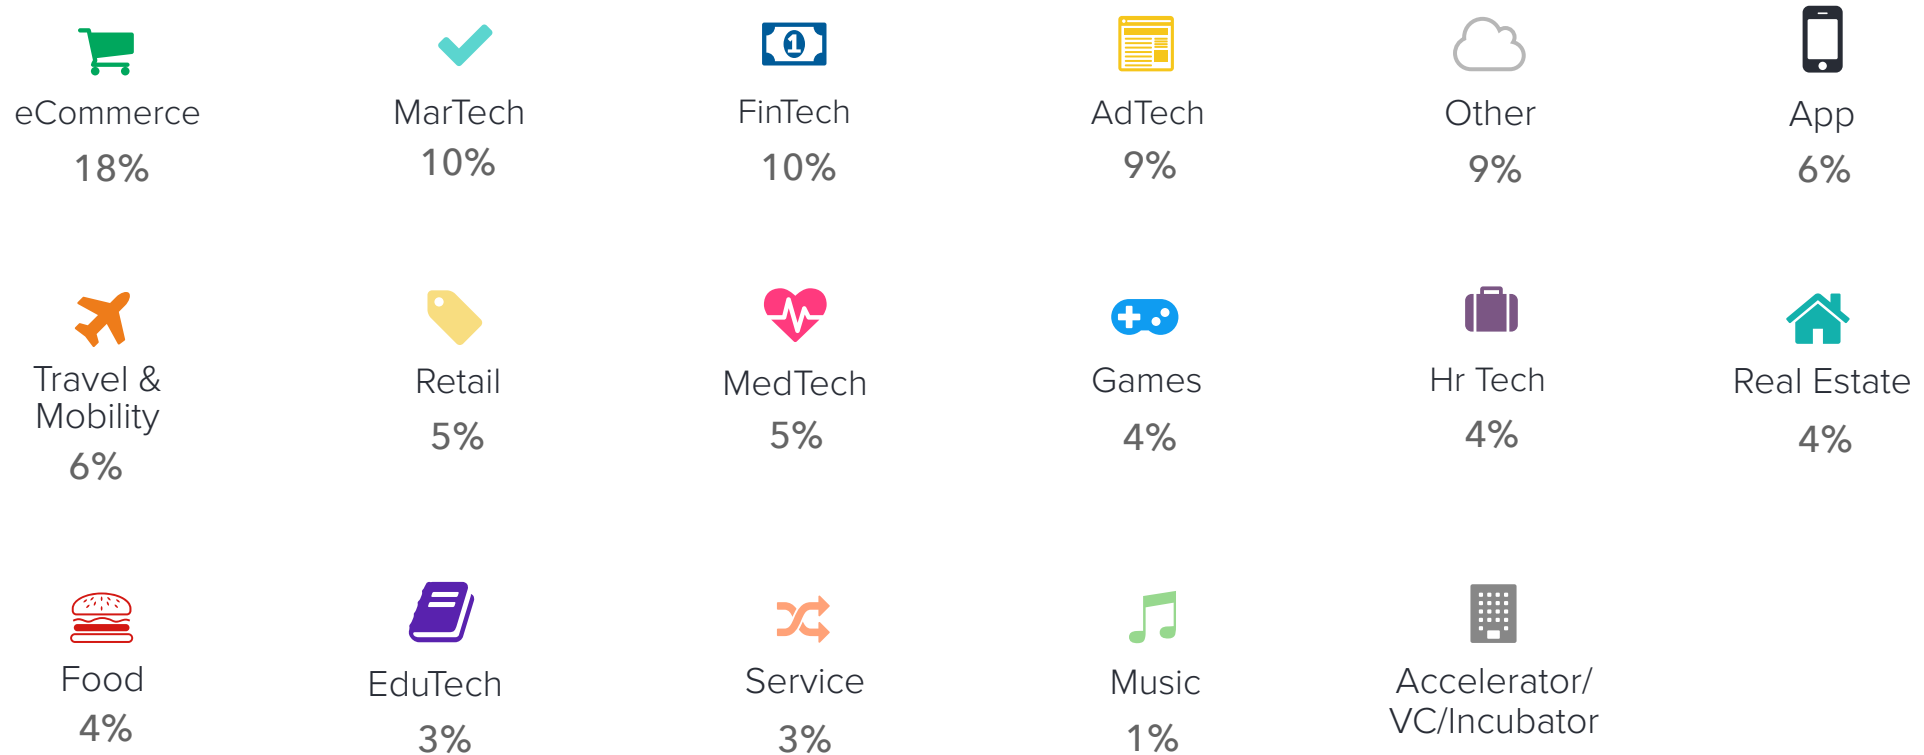 1
eCommerce
18%
MarTech
10%
FinTech
10%
AdTech
9%
Other
9%
App
6%
Travel &
Mobility
6%
Retail
5%
MedTech
5%
Games
4%
Hr Tech
4%
Real Estate
4%
Food
4%
EduTech
3%
Service
3%
Music
1%
Accelerator/
VC/Incubator